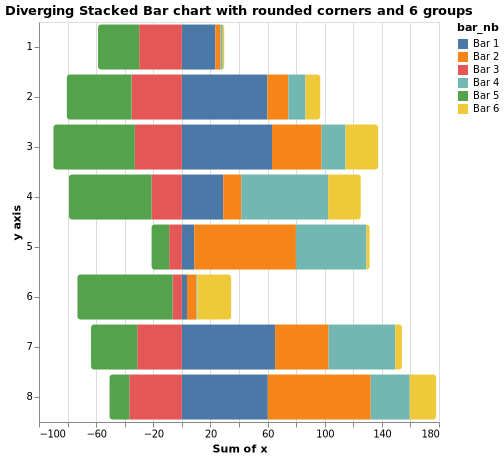 Diverging Stacked Bar chart with rounded corners and 6 groups
bar_nb
Bar 1
Bar 2
Bar 3
Bar 4
Bar 5
Bar 6
y axis
1
2
3
4
5
6
7
8
−100 −60 −20 20 60 100 140 180
Sum of x